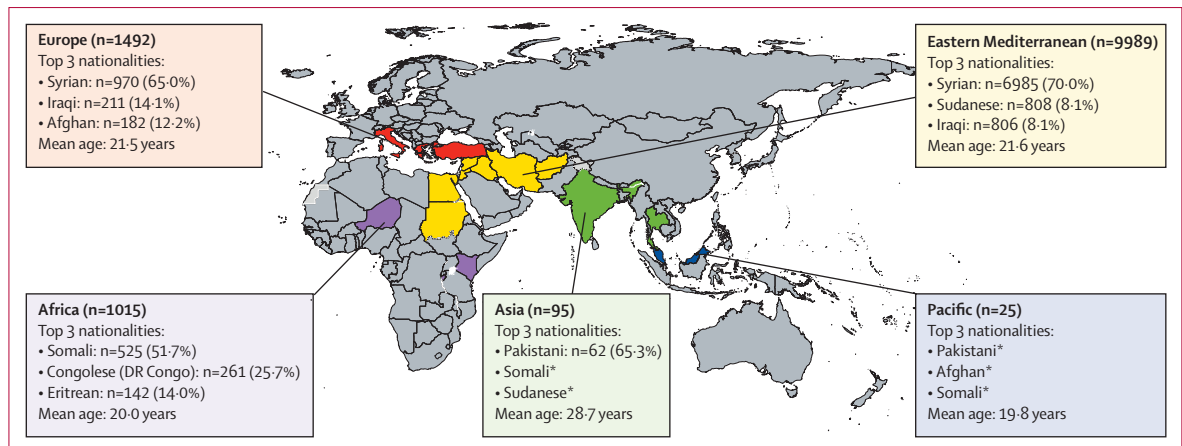 Europe (n=1492)
Top 3 nationalities:
• Syrian: n=970 (65·0%)
• Iraqi: n=211 (14·1%)
• Afghan: n=182 (12·2%)
Mean age: 21·5 years
Eastern Mediterranean (n=9989)
Top 3 nationalities:
• Syrian: n=6985 (70·0%)
• Sudanese: n=808 (8·1%)
• Iraqi: n=806 (8·1%)
Mean age: 21·6 years
Africa (n=1015)
Top 3 nationalities:
• Somali: n=525 (51·7%)
• Congolese (DR Congo): n=261 (25·7%)
• Eritrean: n=142 (14·0%)
Mean age: 20·0 years
Asia (n=95)
Top 3 nationalities:
• Pakistani: n=62 (65·3%)
• Somali*
• Sudanese*
Mean age: 28·7 years
Pacific (n=25)
Top 3 nationalities:
• Pakistani*
• Afghan*
• Somali*
Mean age: 19·8 years